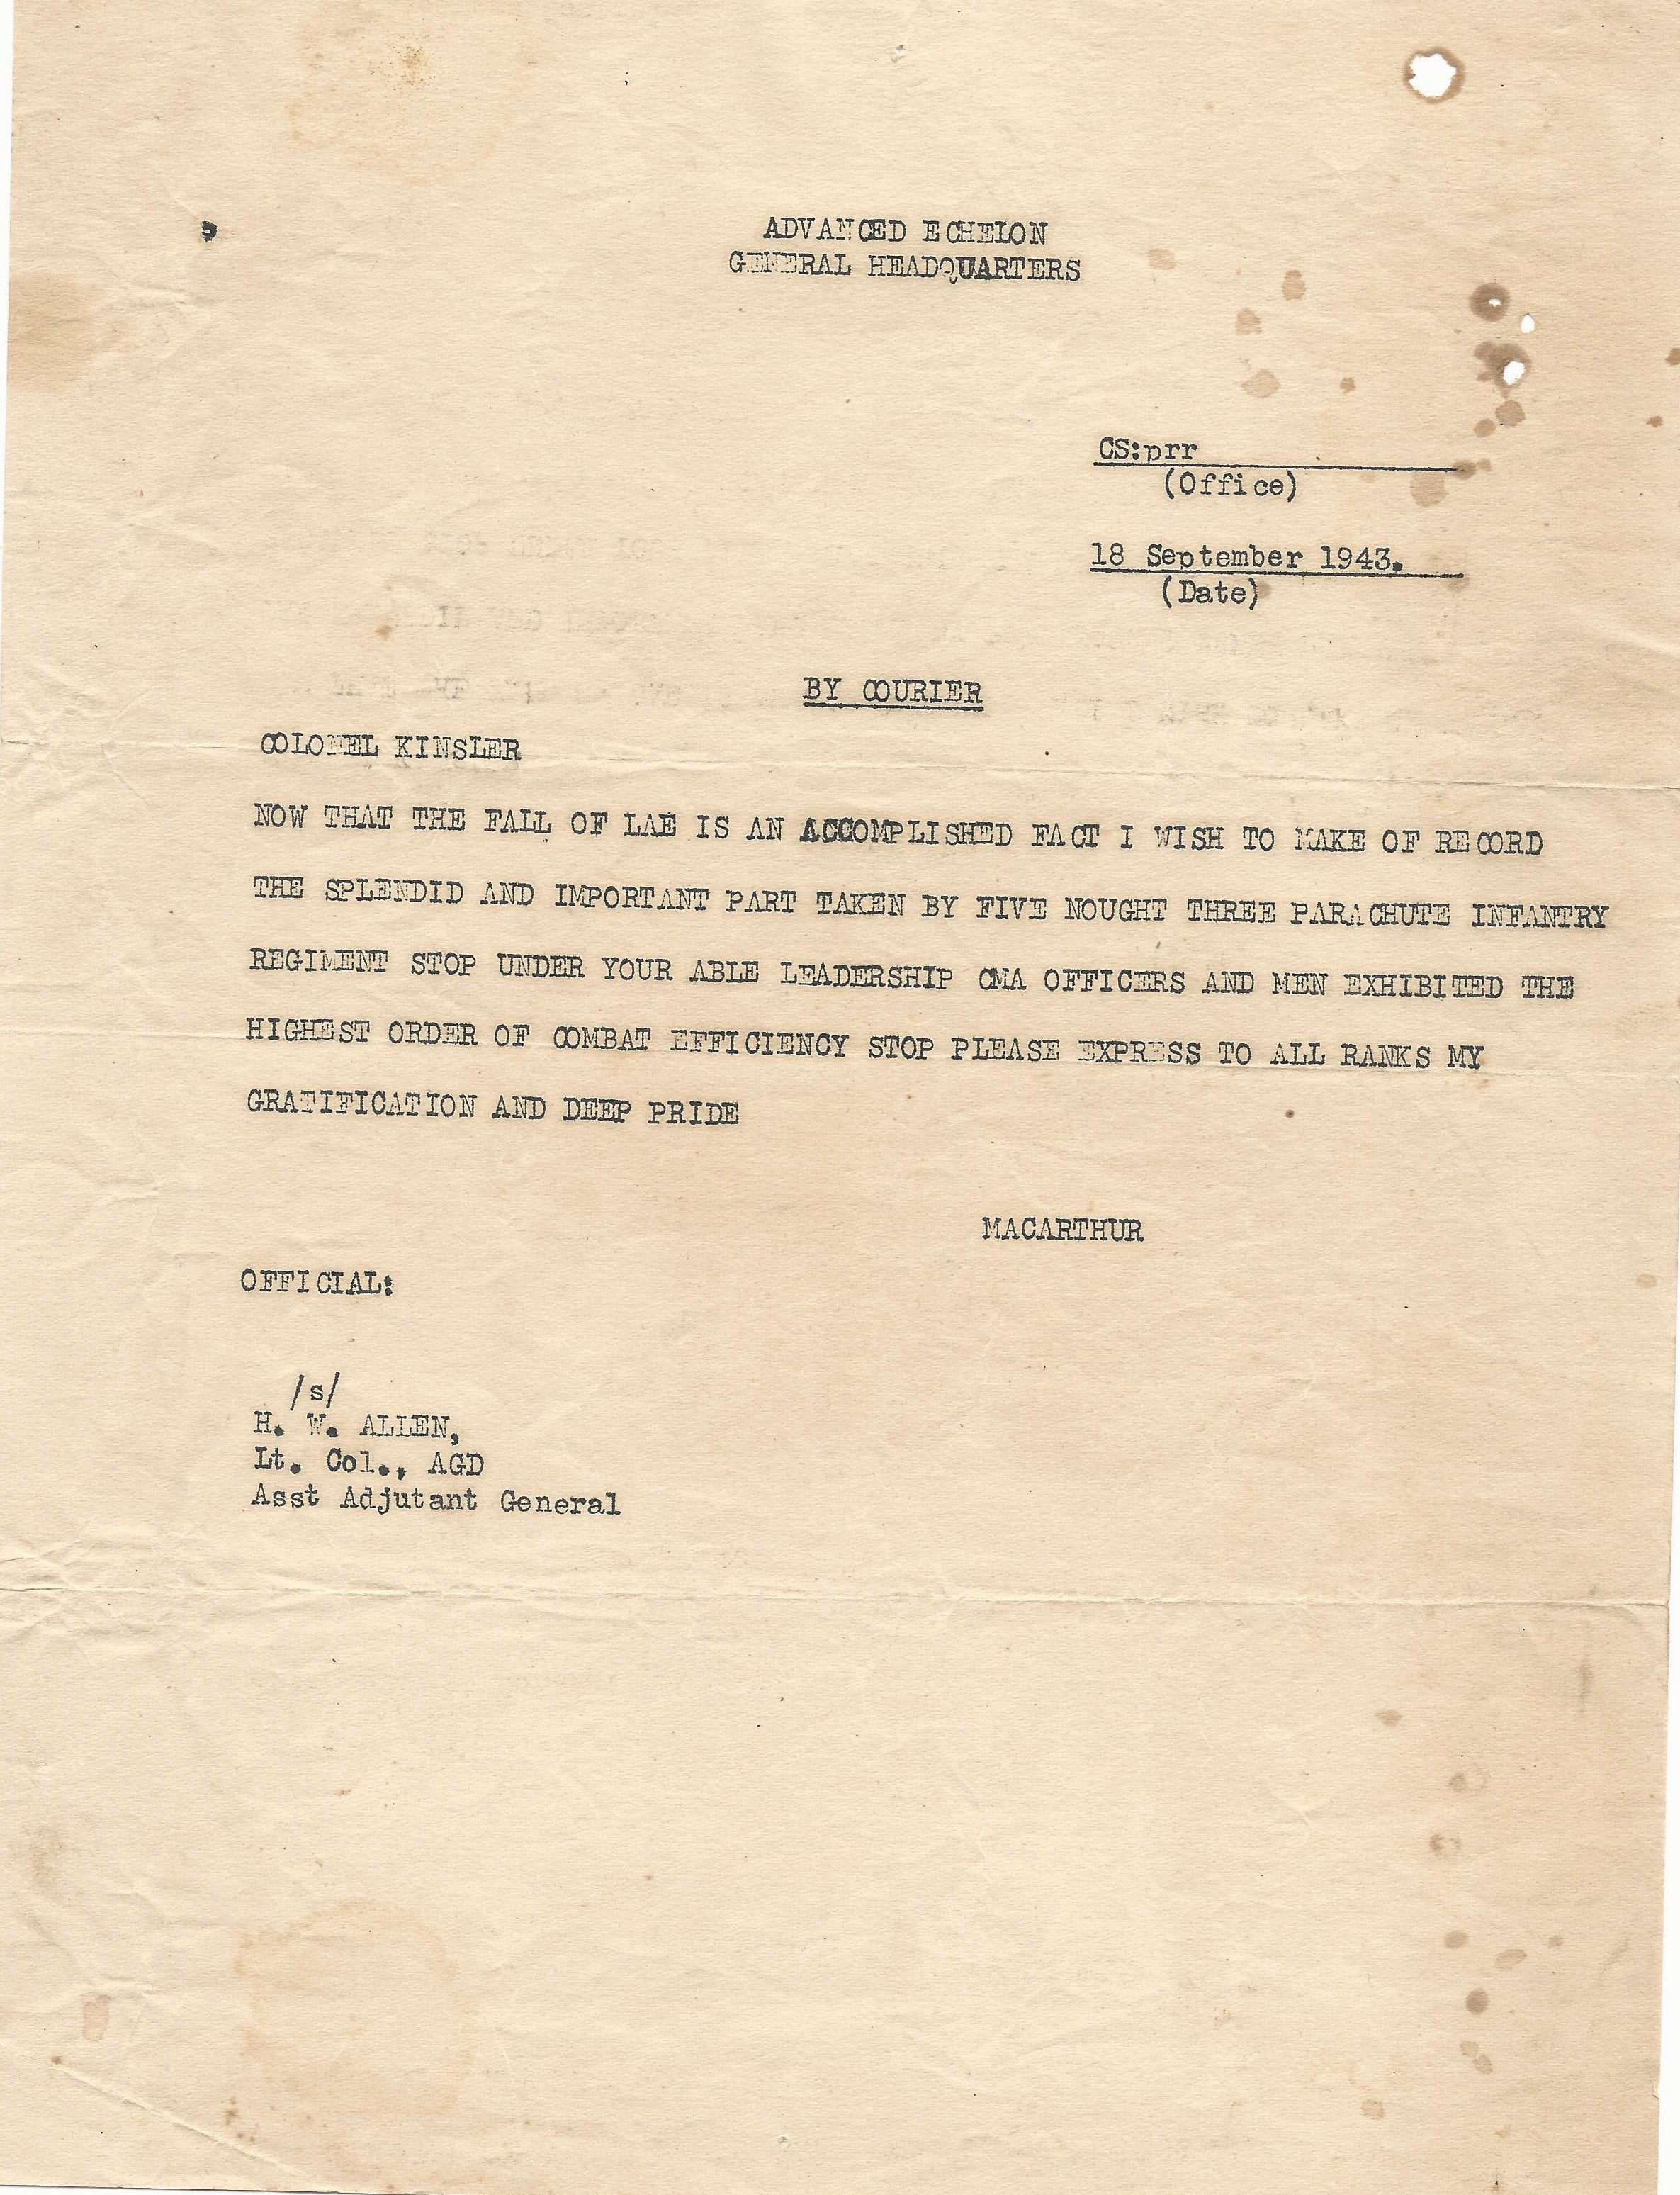 ADVANCED ECHELON
GENERAL HEADQUARTERS
CS:prr
(Office)
18 September 1943.
(Date)
BY COURIER
COLONEL KINSLER
NOW THAT THE FALL OF LAE IS AN ACCOMPLISHED FACT I WISH TO MAKE OF RECORD
THE SPLENDID AND IMPORTANT PART TAKEN BY FIVE NOUGHT THREE PARACHUTE INFANTRY
REGIMENT STOP UNDER YOUR ABLE LEADERSHIP CMA OFFICERS AND MEN EXHIBITED THE
HIGHEST ORDER OF COMBAT EFFICIENCY STOP PLEASE EXPRESS TO ALL RANKS MY
GRATIFICATION AND DEEP PRIDE
MACARTHUR
OFFICIAL:
/s/
H. W. ALLEN,
Lt. Col., AGD
Asst Adjutant General